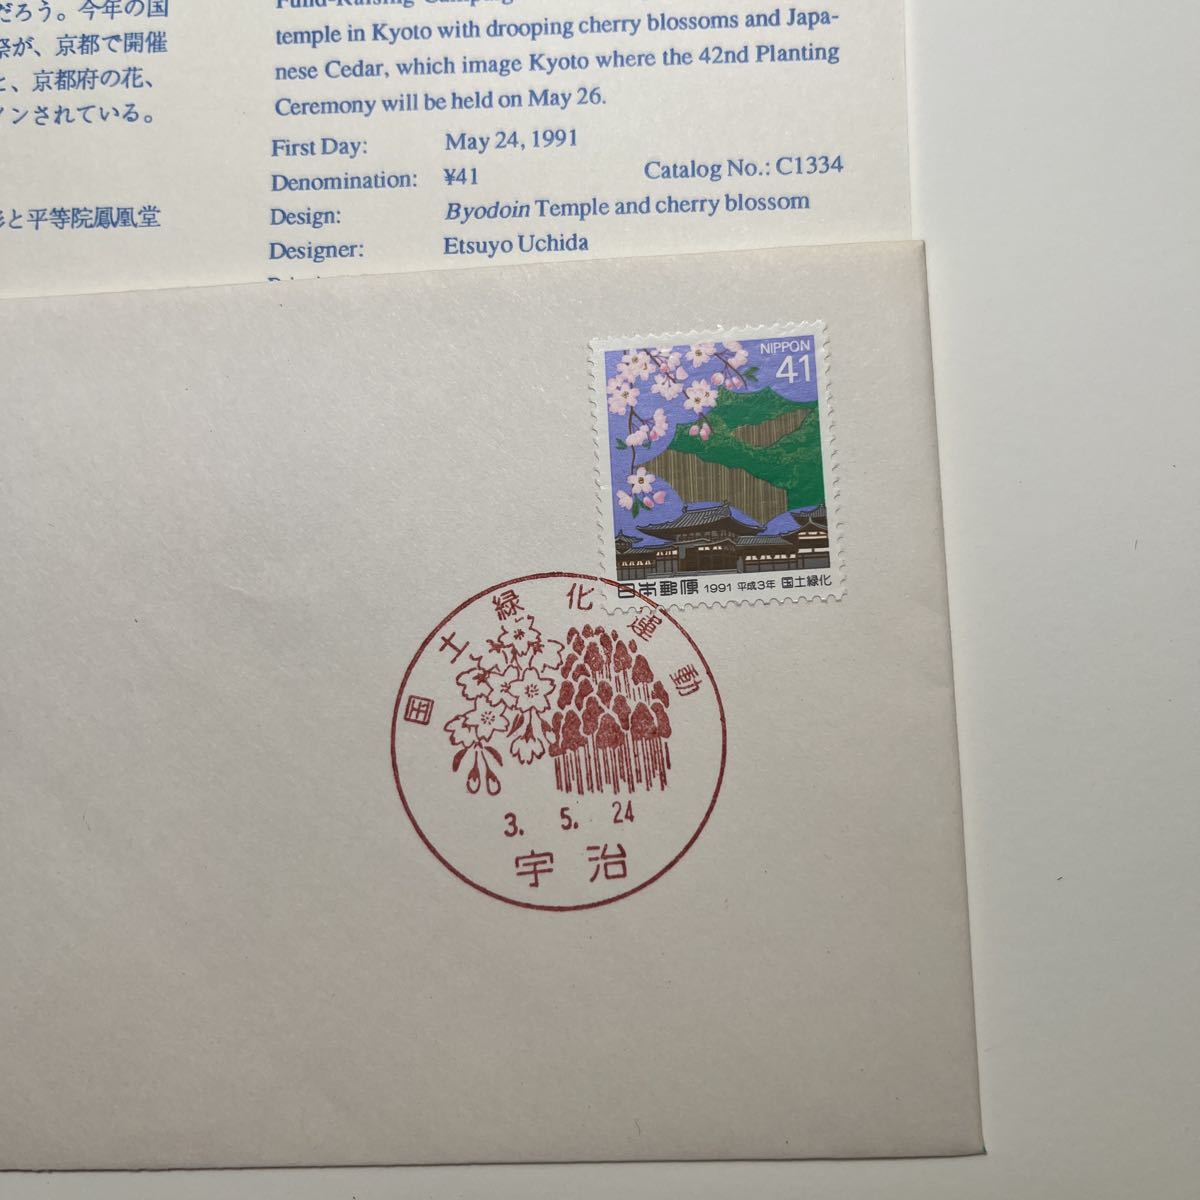 だろう。今年の国
祭が、京都で開催
と、京都府の花、
インされている。
と平等院鳳凰堂
Fund-Raising Campaign
temple in Kyoto with drooping cherry blossoms and Japa-
nese Cedar, which image Kyoto where the 42nd Planting
Ceremony will be held on May 26.
First Day: May 24, 1991
Denomination: ¥41 Catalog No.: C1334
Design: Byodoin Temple and cherry blossom
Designer: Etsuyo Uchida
NIPPON
41
日本郵便 1991 平成3年 国土緑化
国土緑化運動
3. 5. 24
宇治